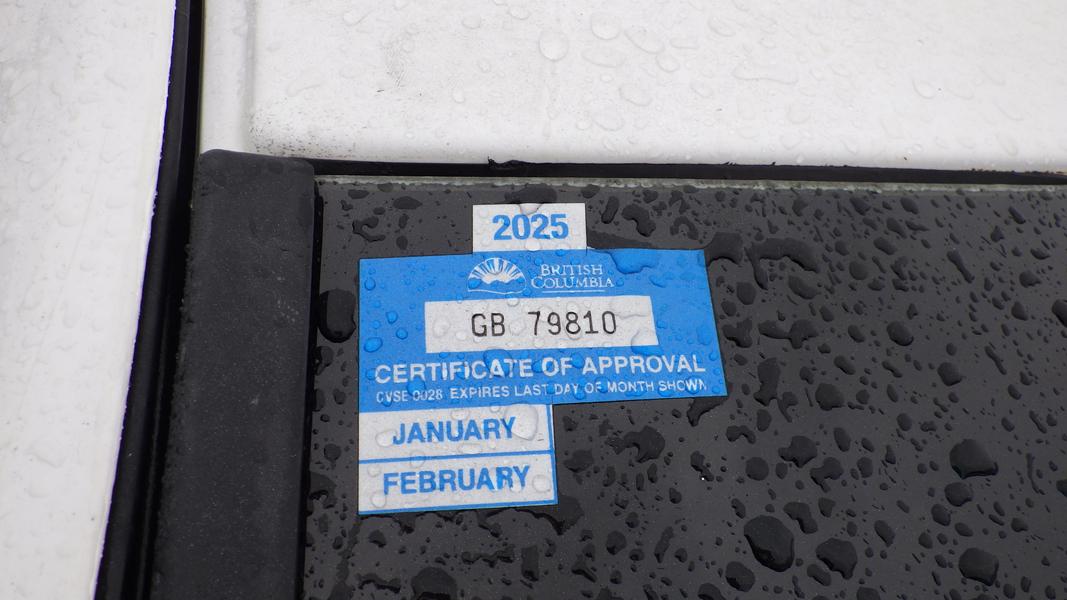 2025
BRITISH
COLUMBIA
GB 79810
CERTIFICATE OF APPROVAL
CVSE 0028 EXPIRES LAST DAY OF MONTH SHOWN
JANUARY
FEBRUARY